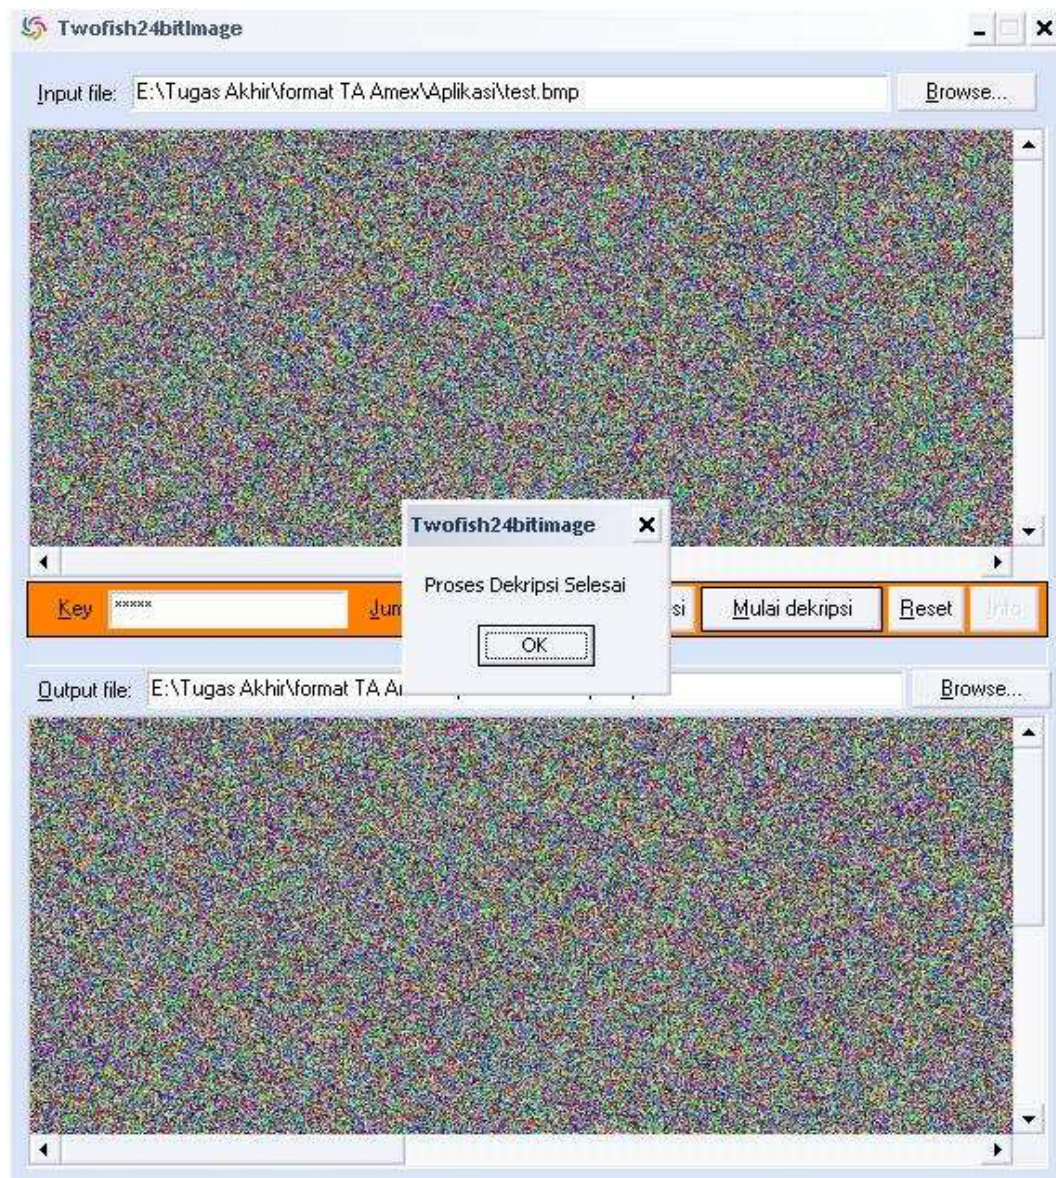 Twofish24bitImage
Input file: E:\Tugas Akhir\format TA Amex\Aplikasi\test.bmp Browse...
Twofish24bitimage
Proses Dekripsi Selesai
OK
Key ***** Mulai dekripsi Reset Info
Output file: E:\Tugas Akhir\format TA Browse...